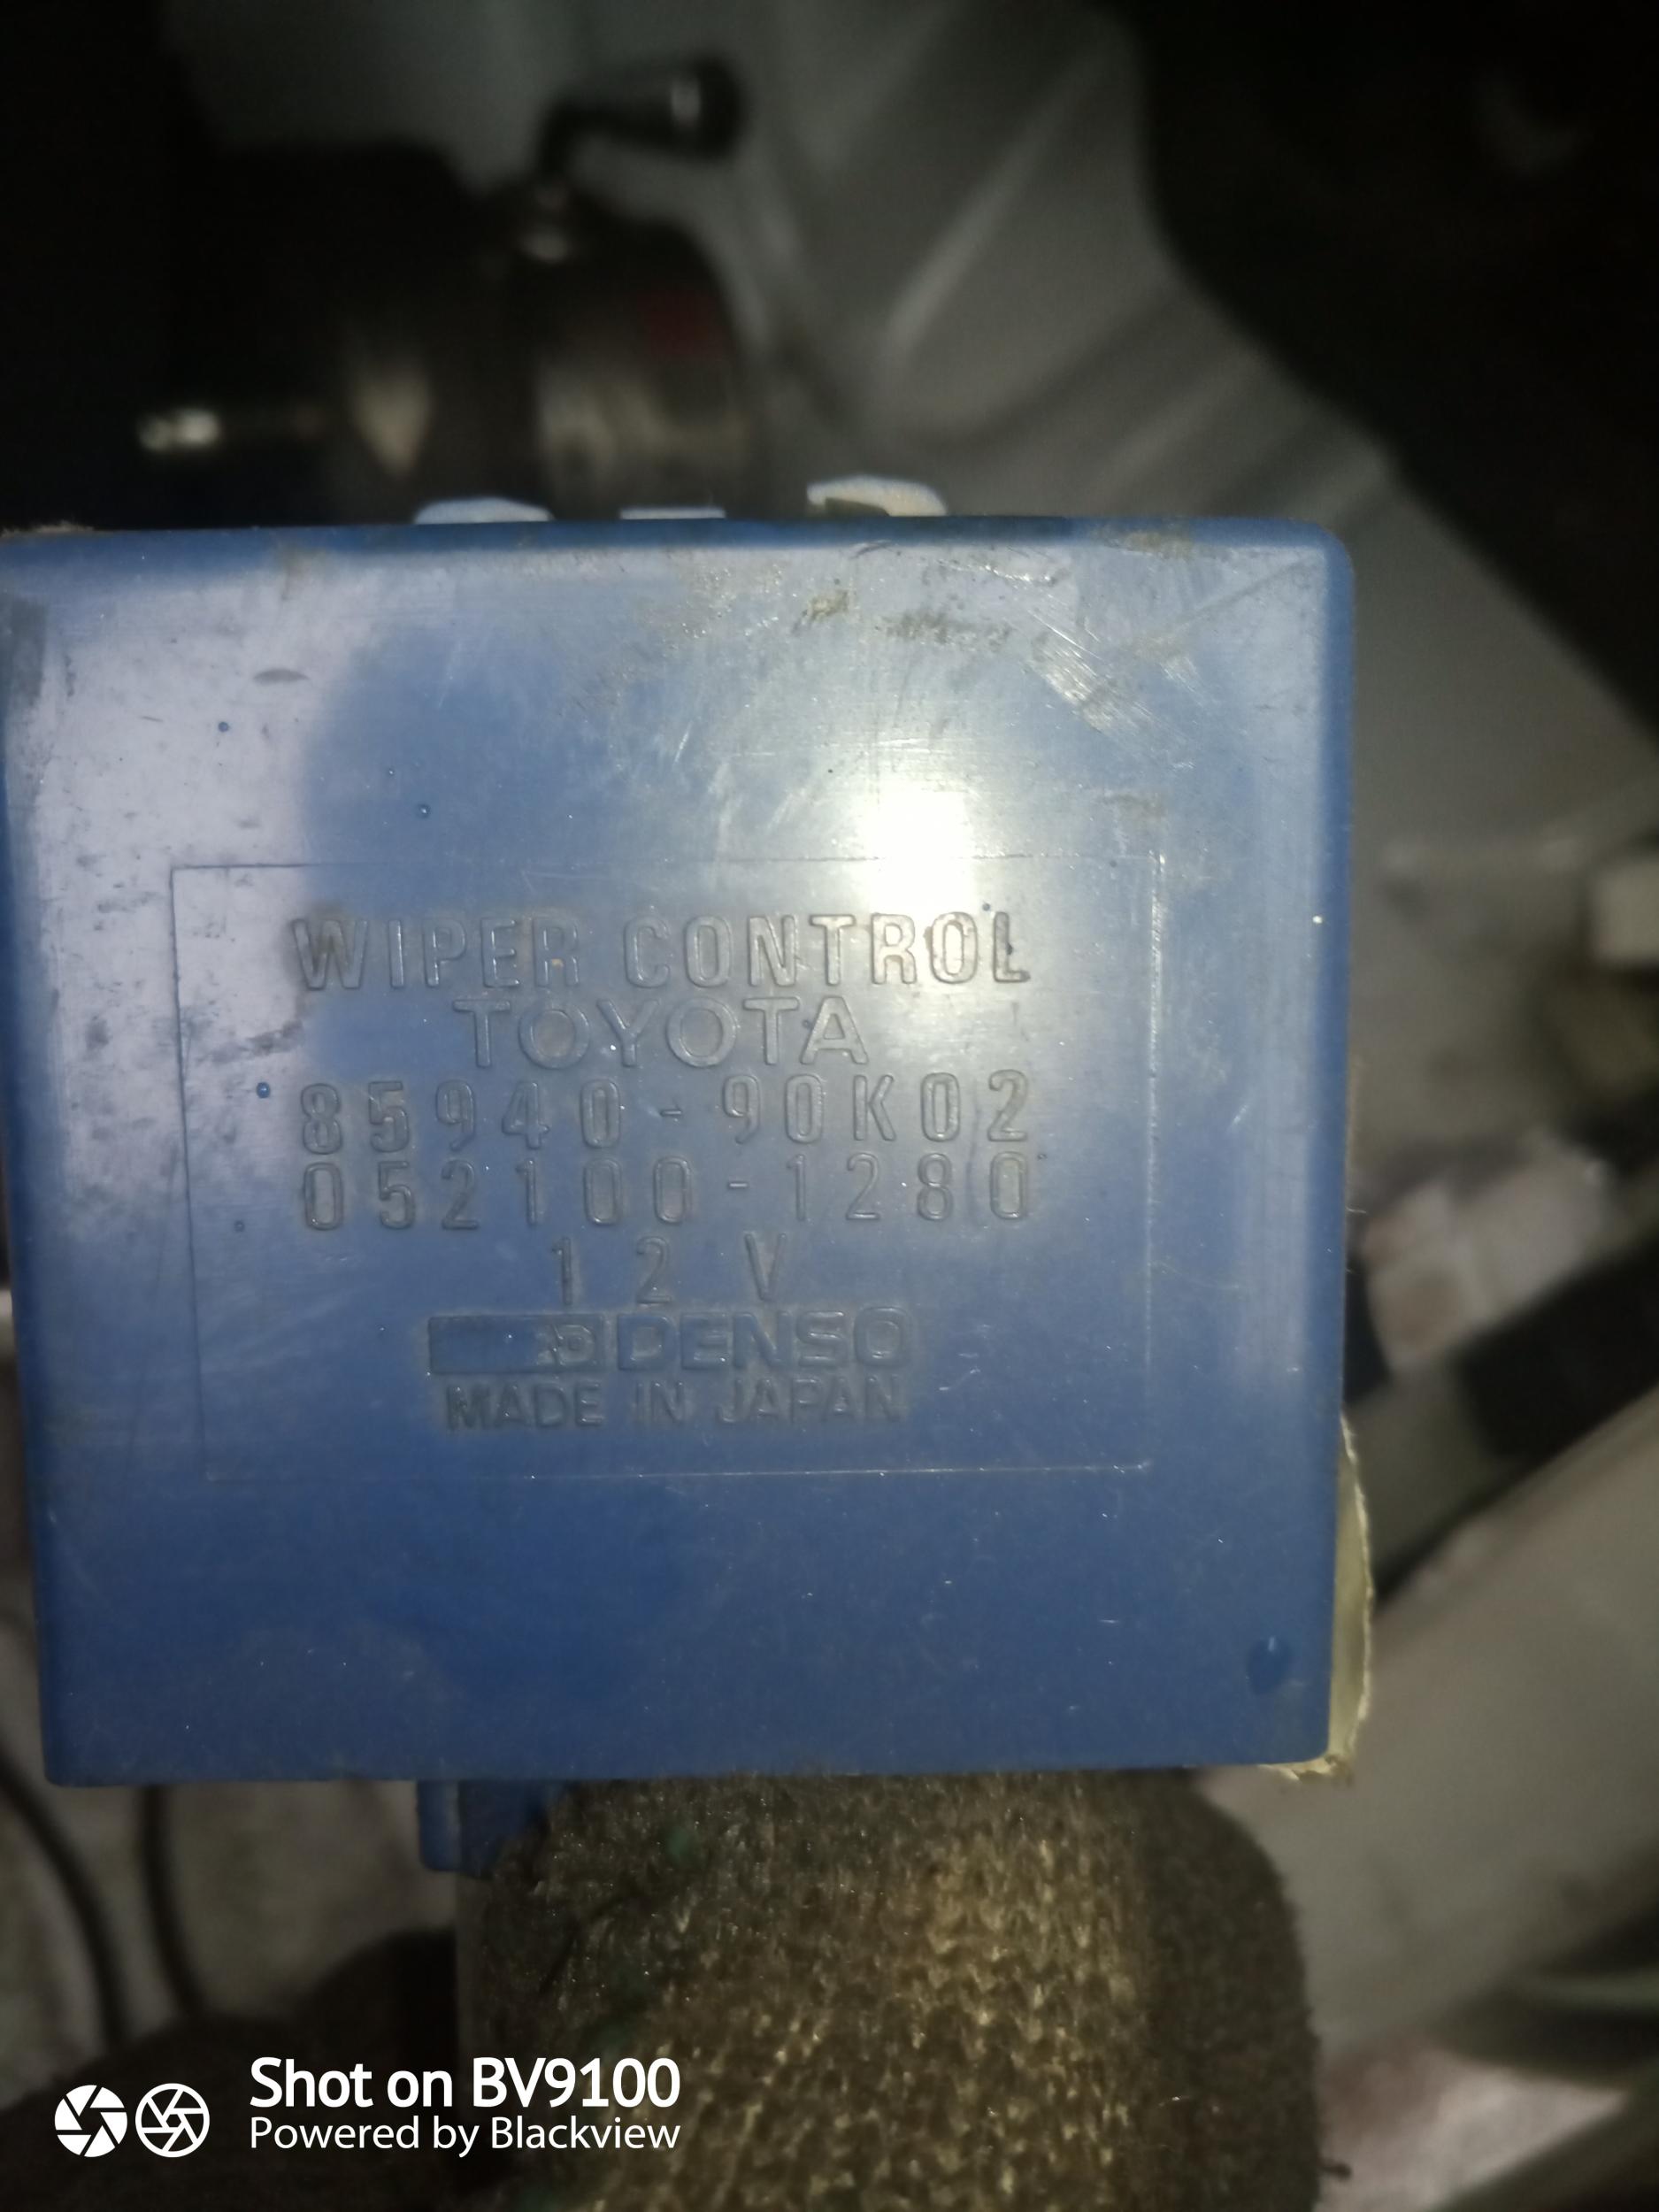 WIPER CONTROL
TOYOTA
85940-90K02
052100-1280
12V
DENSO
MADE IN JAPAN
Shot on BV9100
Powered by Blackview